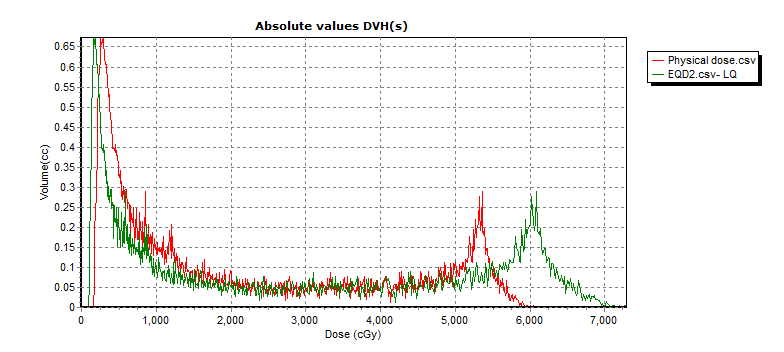 Absolute values DVH(s)
Physical dose.csv
EQD2.csv- LQ
Volume(cc)
0.65
0.6
0.55
0.5
0.45
0.4
0.35
0.3
0.25
0.2
0.15
0.1
0.05
0
0 1,000 2,000 3,000 4,000 5,000 6,000 7,000
Dose (cGy)